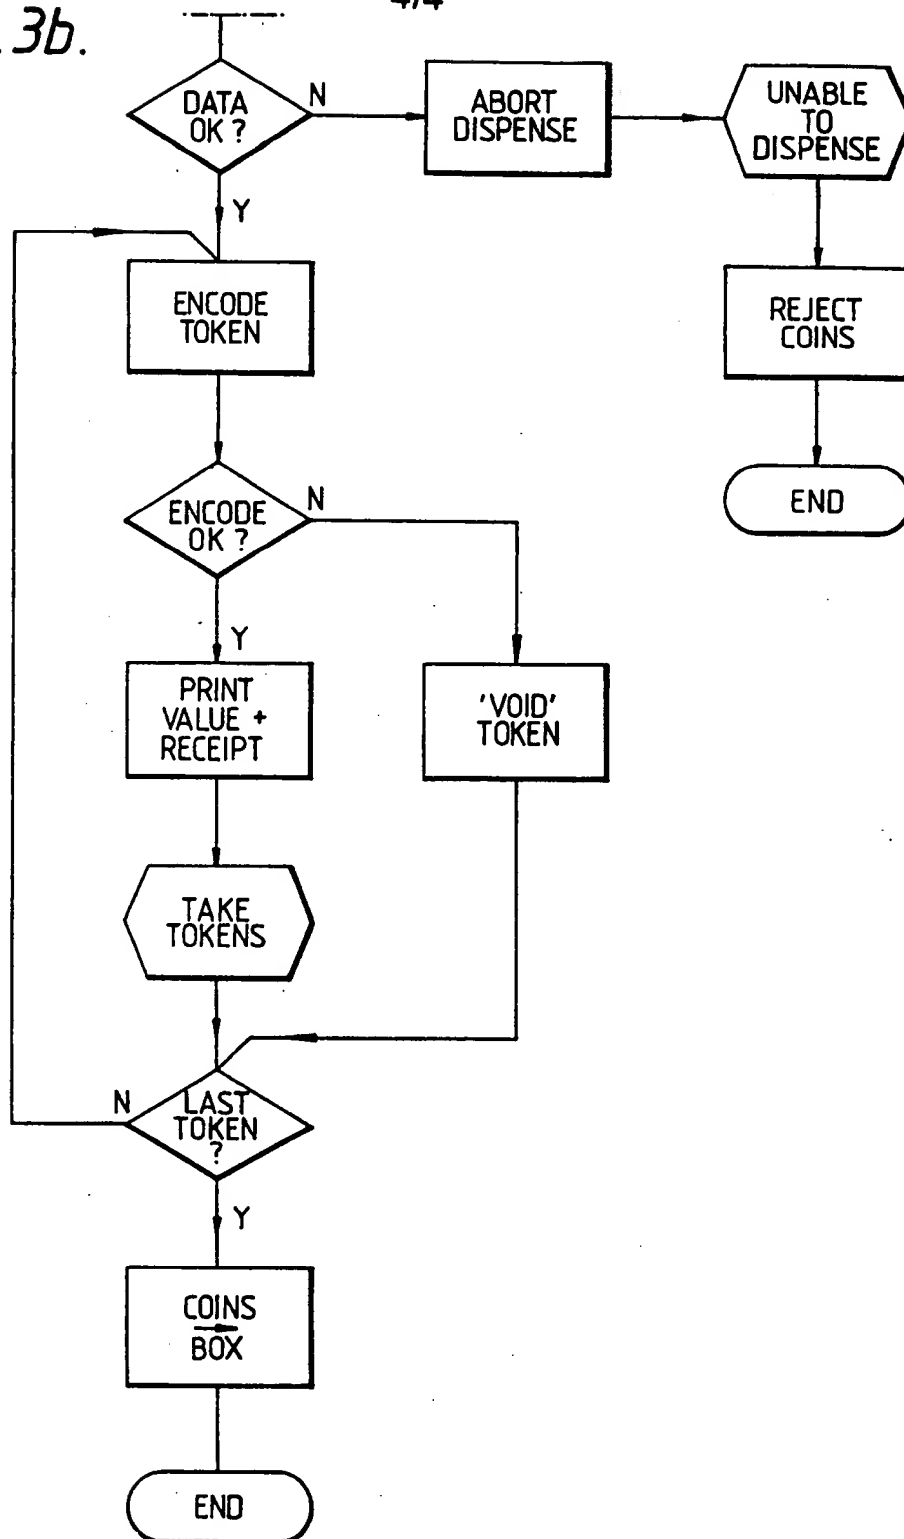 3b.
4/4
DATA
OK ?
N
ABORT
DISPENSE
UNABLE
TO
DISPENSE
Y
ENCODE
TOKEN
REJECT
COINS
ENCODE
OK ?
N
END
Y
PRINT
VALUE +
RECEIPT
'VOID'
TOKEN
TAKE
TOKENS
N
LAST
TOKEN
?
Y
COINS
BOX
END